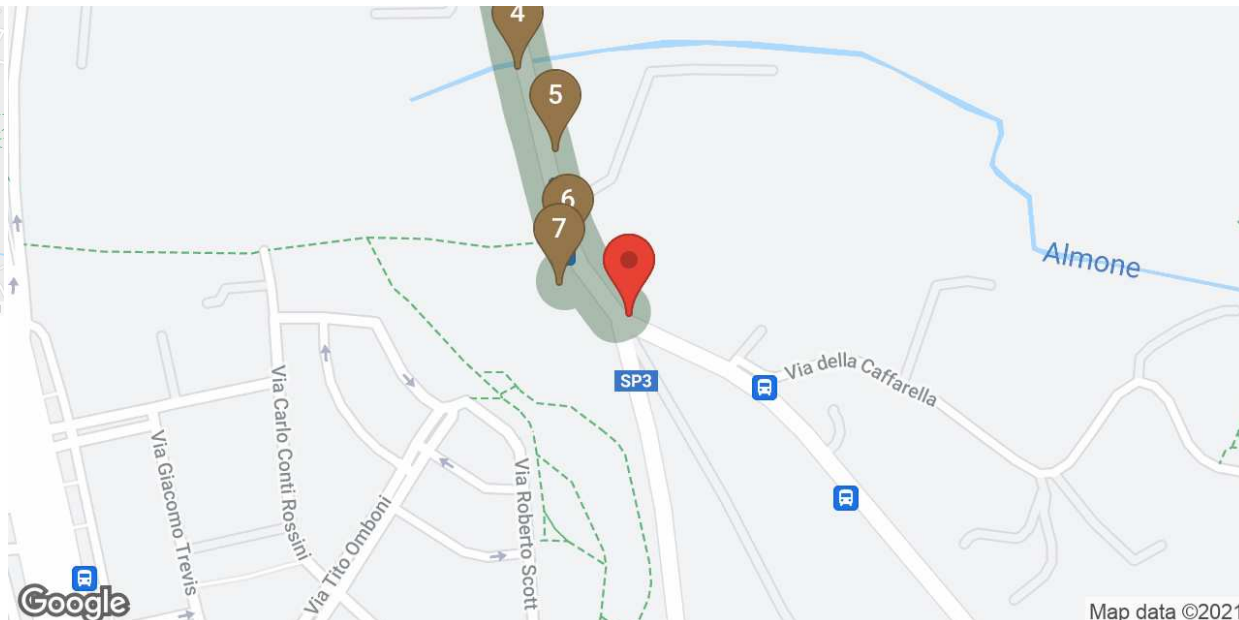 4
5
6
7
Almone
Via della Caffarella
SP3
Via Carlo Conti Rossini
Via Giacomo Trevis
Via Tito Omboni
Via Roberto Scott
Google
Map data ©2021